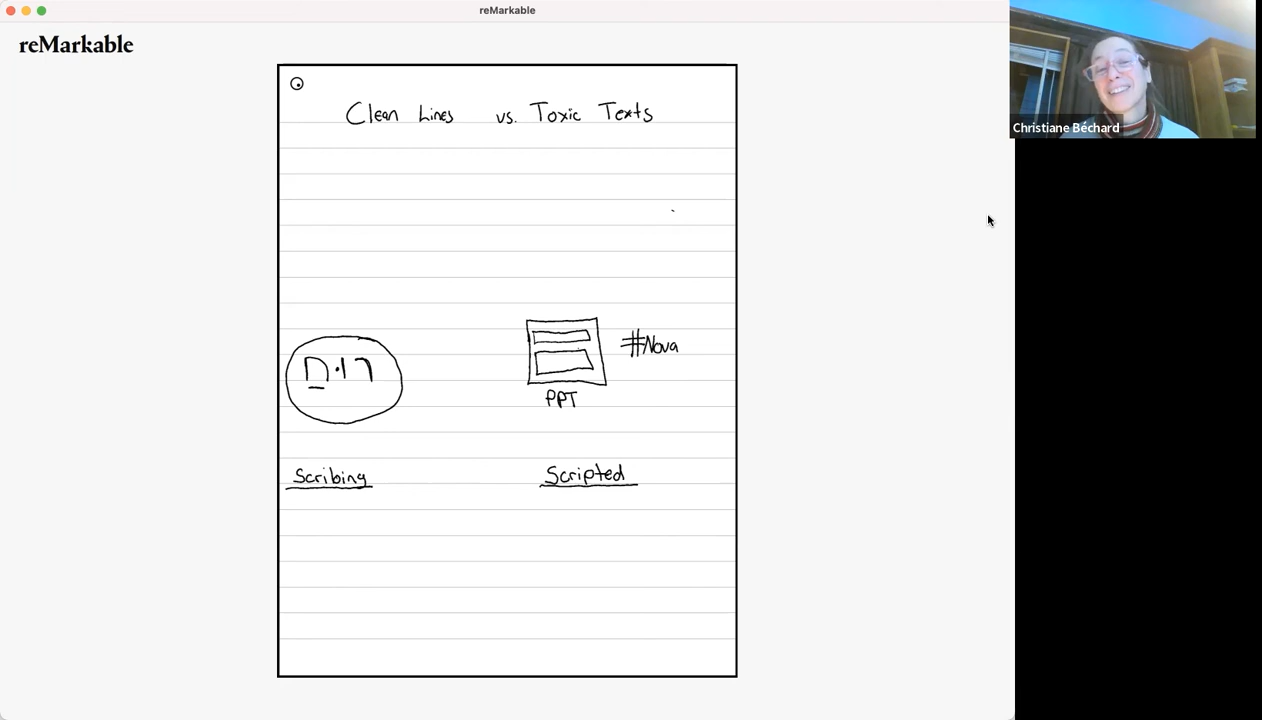 reMarkable
reMarkable
Christiane Béchard
Clean Lines vs. Toxic Texts
#Nova
PPT
Scribing Scripted